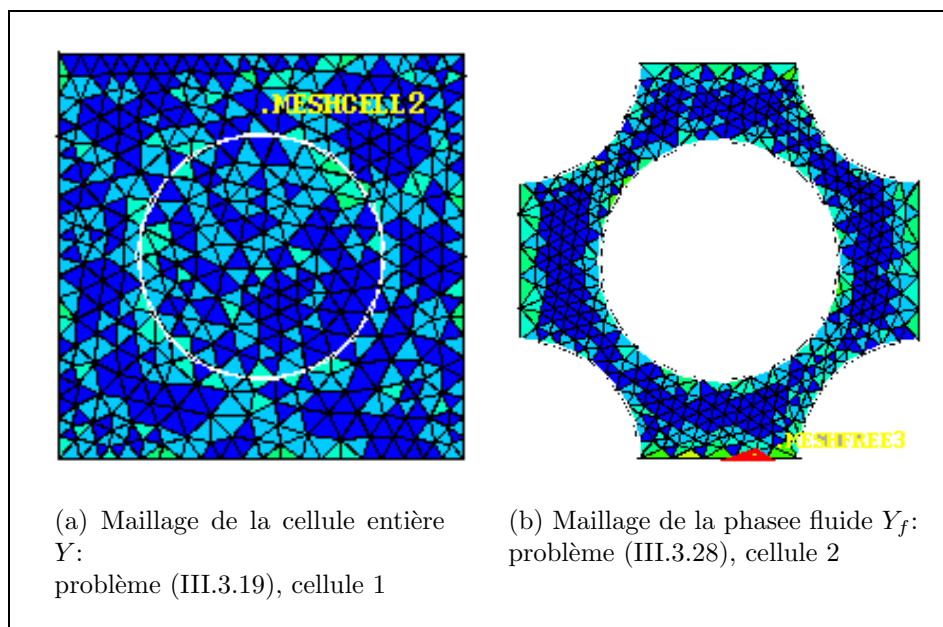 .MESHCELL2
.MESHFREE3
(a) Maillage de la cellule entière
Y:
problème (III.3.19), cellule 1
(b) Maillage de la phasee fluide Y_f:
problème (III.3.28), cellule 2